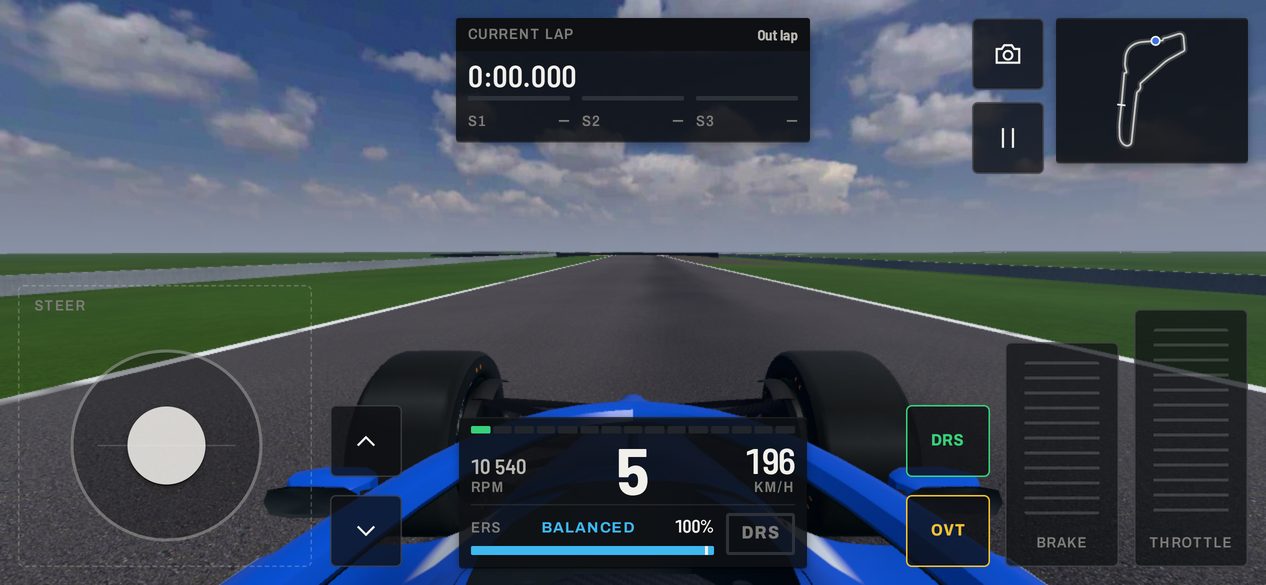 CURRENT LAP
Out lap
0:00.000
S1 – S2 – S3 –
STEER
10 540
RPM
5
196
KM/H
ERS BALANCED 100% DRS
DRS
OVT
BRAKE
THROTTLE